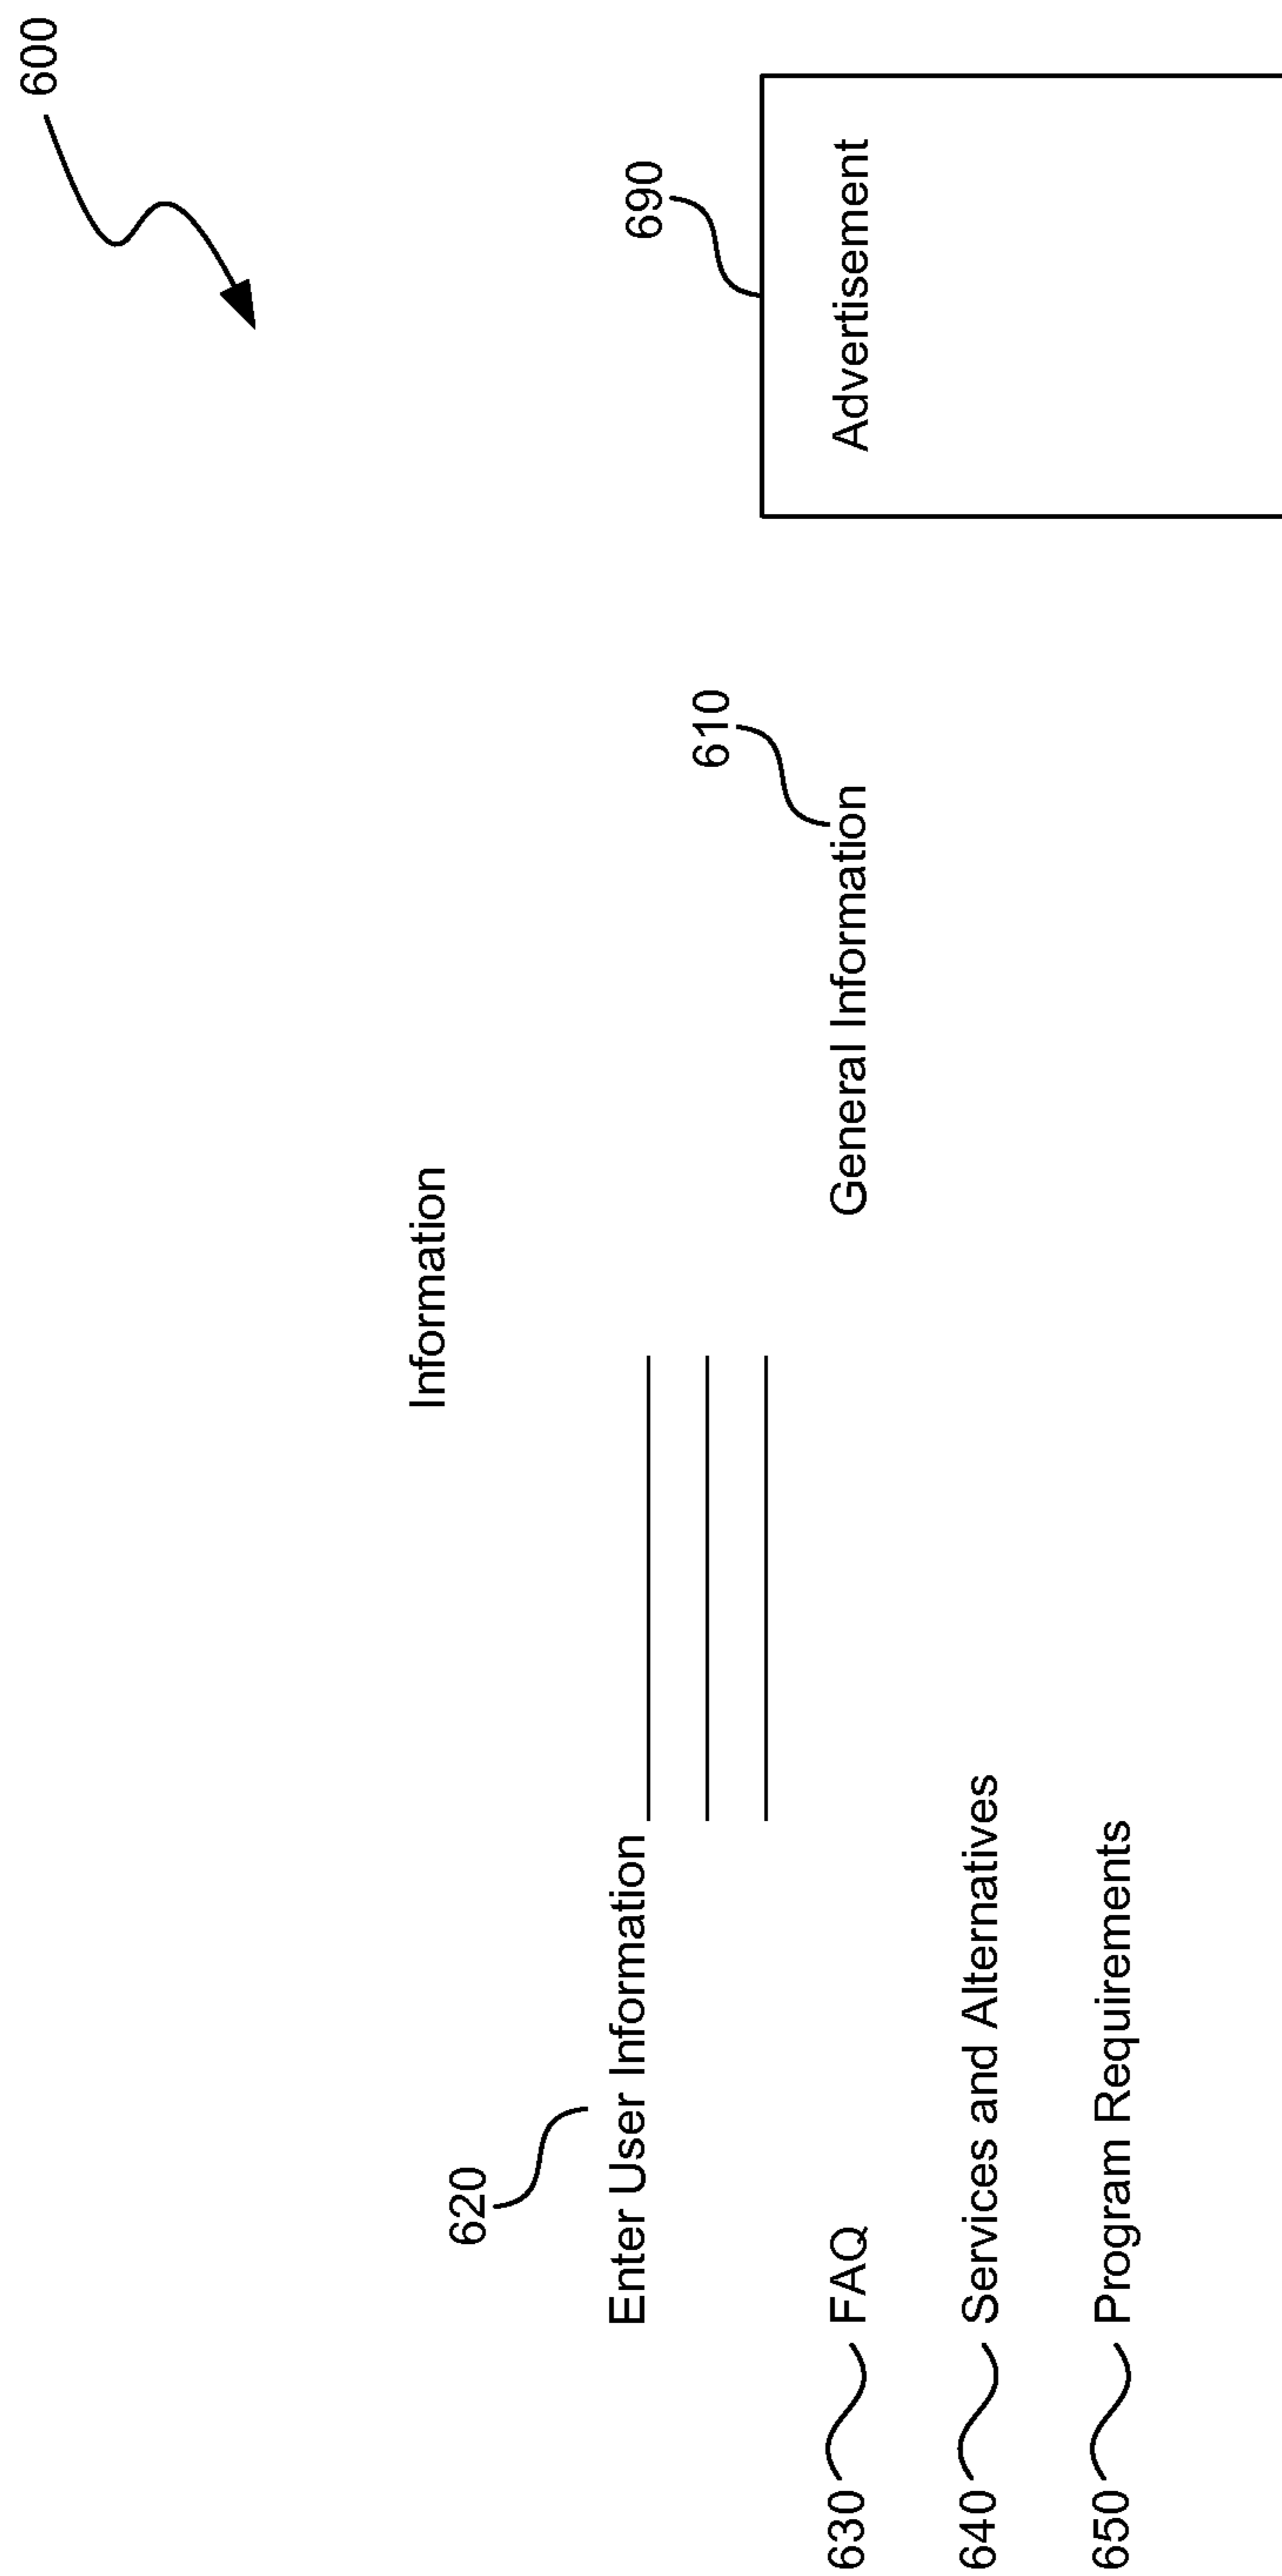 600
Information
620
Enter User Information
690
610
630 FAQ
General Information
Advertisement
640 Services and Alternatives
650 Program Requirements